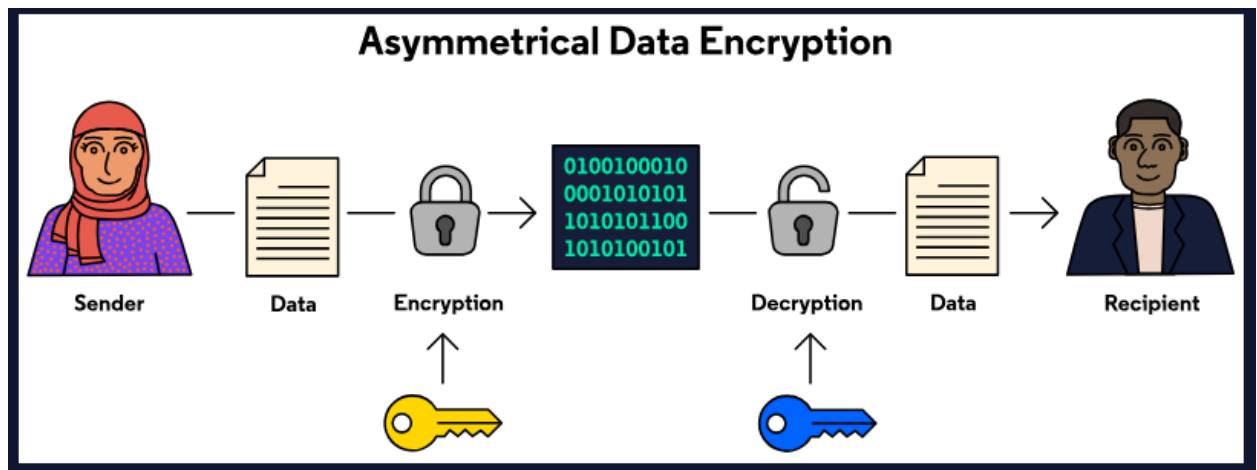 Asymmetrical Data Encryption
0100100010
0001010101
1010101100
1010100101
Sender
Data
Encryption
Decryption
Data
Recipient